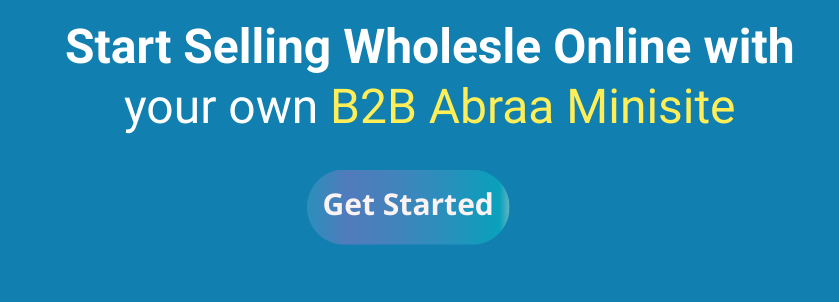 Start Selling Wholesle Online with
your own B2B Abraa Minisite
Get Started